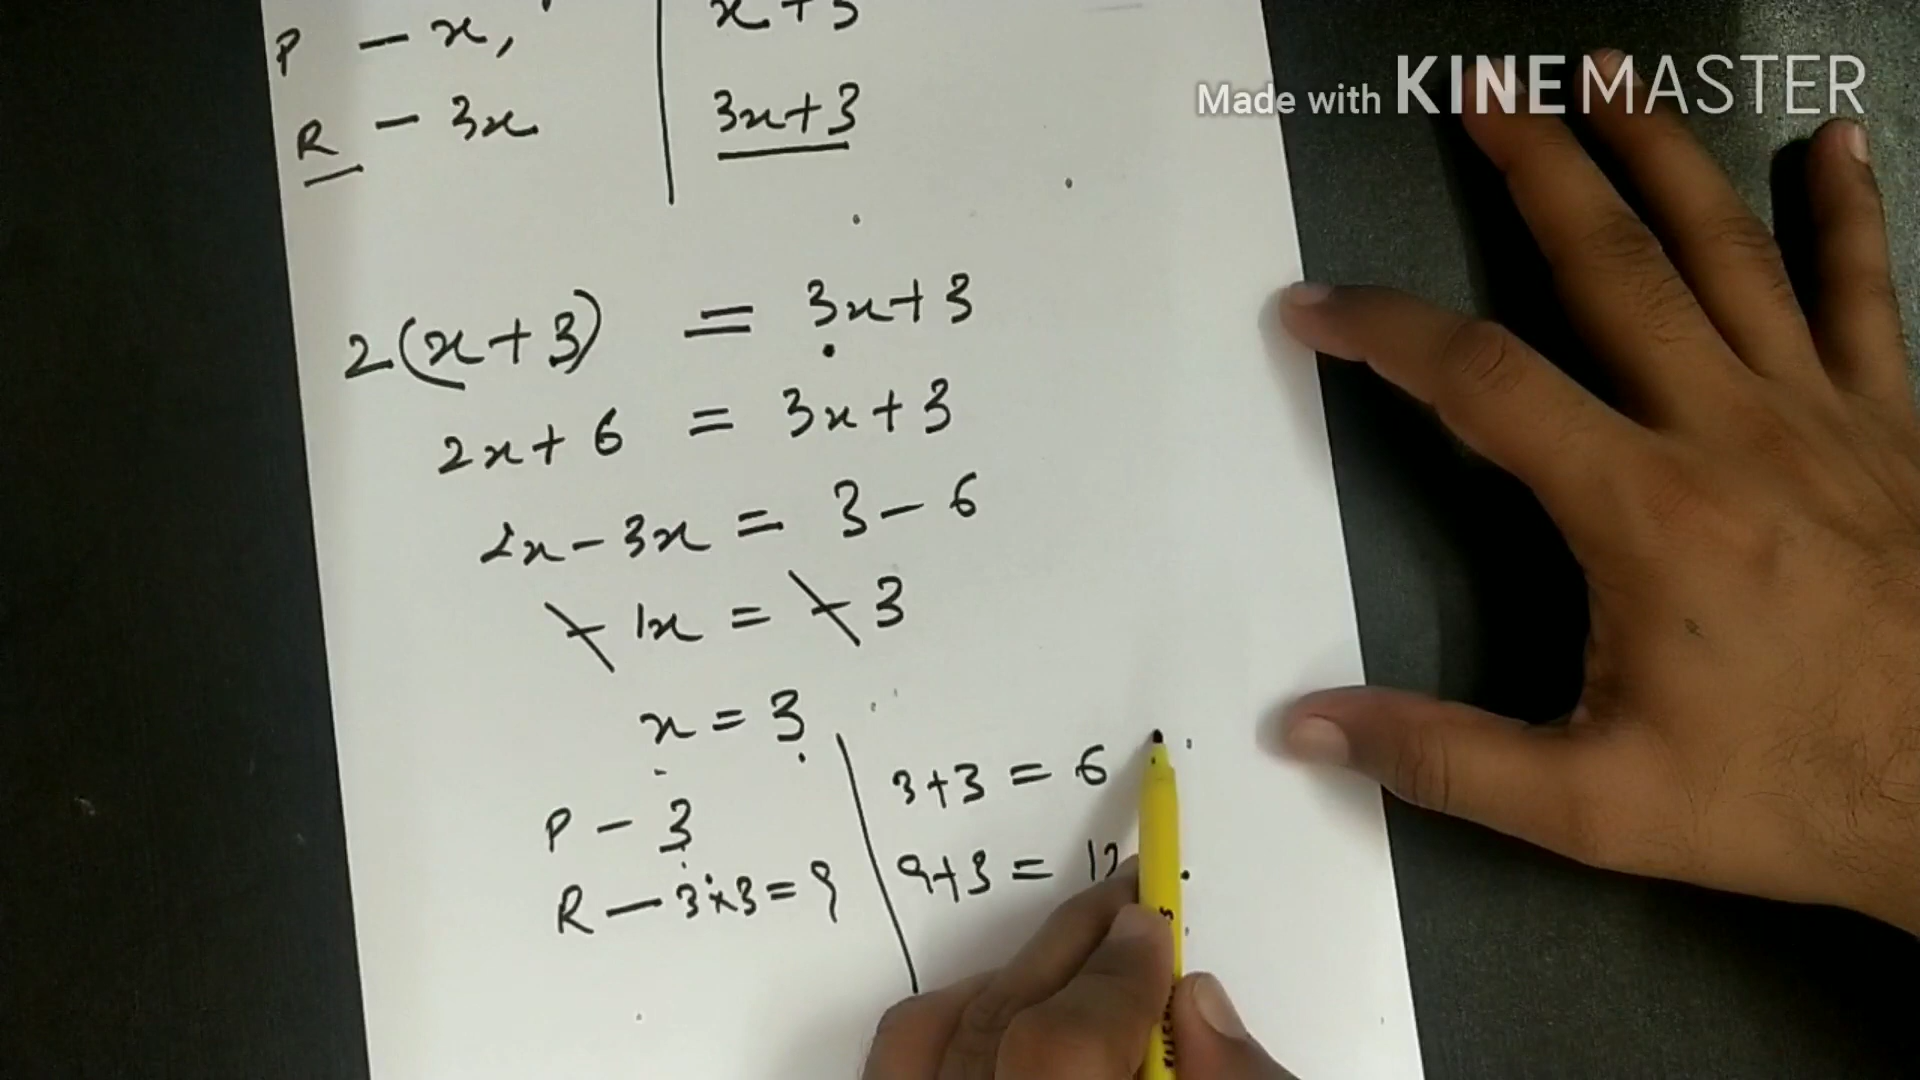 Made with KINEMASTER
P - x, x+3
R - 3x 3x+3
2(x+3) = 3x+3
2x+6 = 3x+3
2x-3x = 3-6
-1x = -3
x = 3
P - 3 3+3 = 6
R - 3×3=9 9+3 = 12